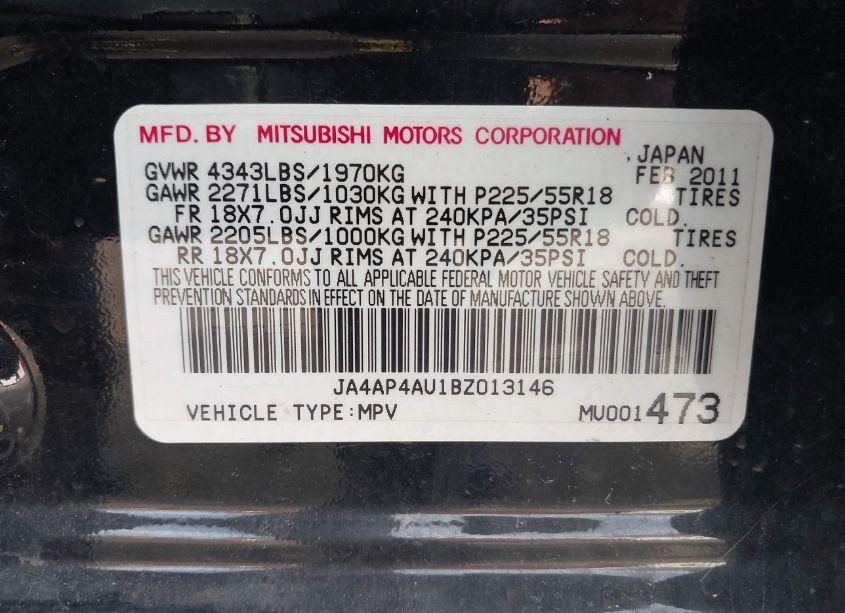 MFD. BY MITSUBISHI MOTORS CORPORATION
JAPAN
GVWR 4343LBS/1970KG FEB 2011
GAWR 2271LBS/1030KG WITH P225/55R18 TIRES
FR 18X7.0JJ RIMS AT 240KPA/35PSI COLD.
GAWR 2205LBS/1000KG WITH P225/55R18 TIRES
RR 18X7.0JJ RIMS AT 240KPA/35PSI COLD.
THIS VEHICLE CONFORMS TO ALL APPLICABLE FEDERAL MOTOR VEHICLE SAFETY AND THEFT
PREVENTION STANDARDS IN EFFECT ON THE DATE OF MANUFACTURE SHOWN ABOVE.
JA4AP4AU1BZ013146
VEHICLE TYPE:MPV MU001473